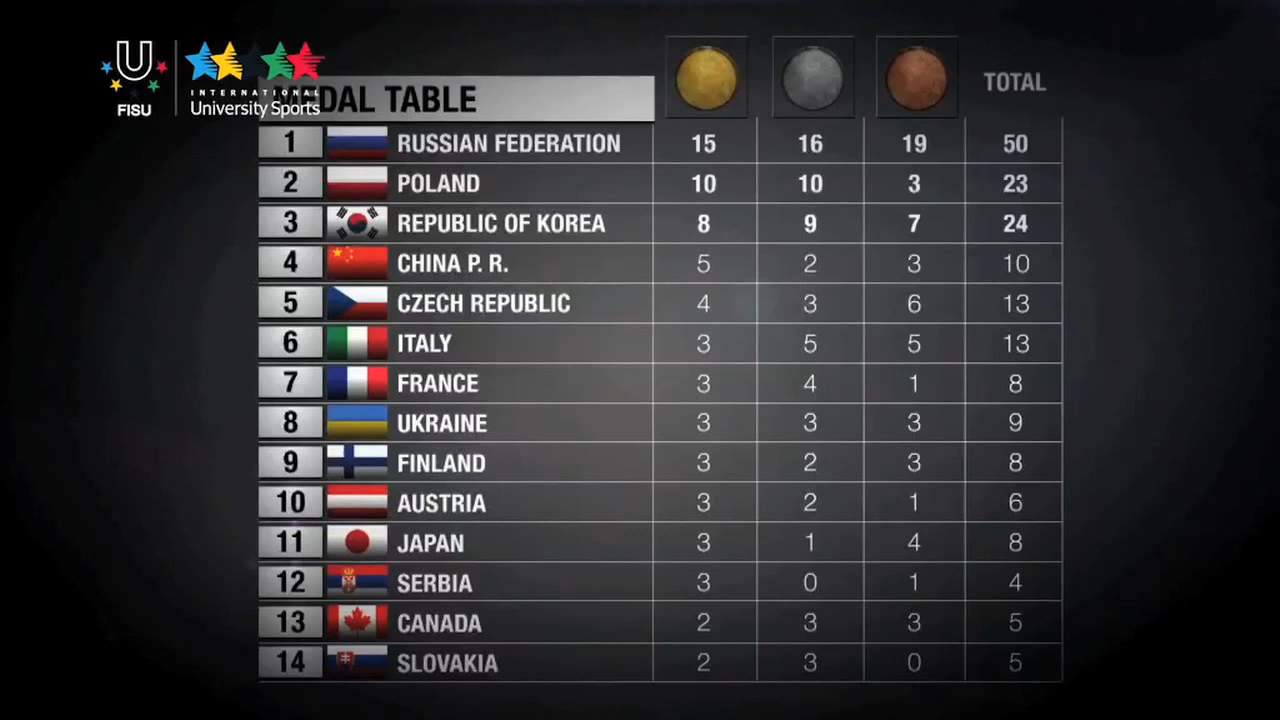 U
FISU
INTERNATIONAL
University Sports
MEDAL TABLE
TOTAL
1 RUSSIAN FEDERATION 15 16 19 50
2 POLAND 10 10 3 23
3 REPUBLIC OF KOREA 8 9 7 24
4 CHINA P. R. 5 2 3 10
5 CZECH REPUBLIC 4 3 6 13
6 ITALY 3 5 5 13
7 FRANCE 3 4 1 8
8 UKRAINE 3 3 3 9
9 FINLAND 3 2 3 8
10 AUSTRIA 3 2 1 6
11 JAPAN 3 1 4 8
12 SERBIA 3 0 1 4
13 CANADA 2 3 3 5
14 SLOVAKIA 2 3 0 5